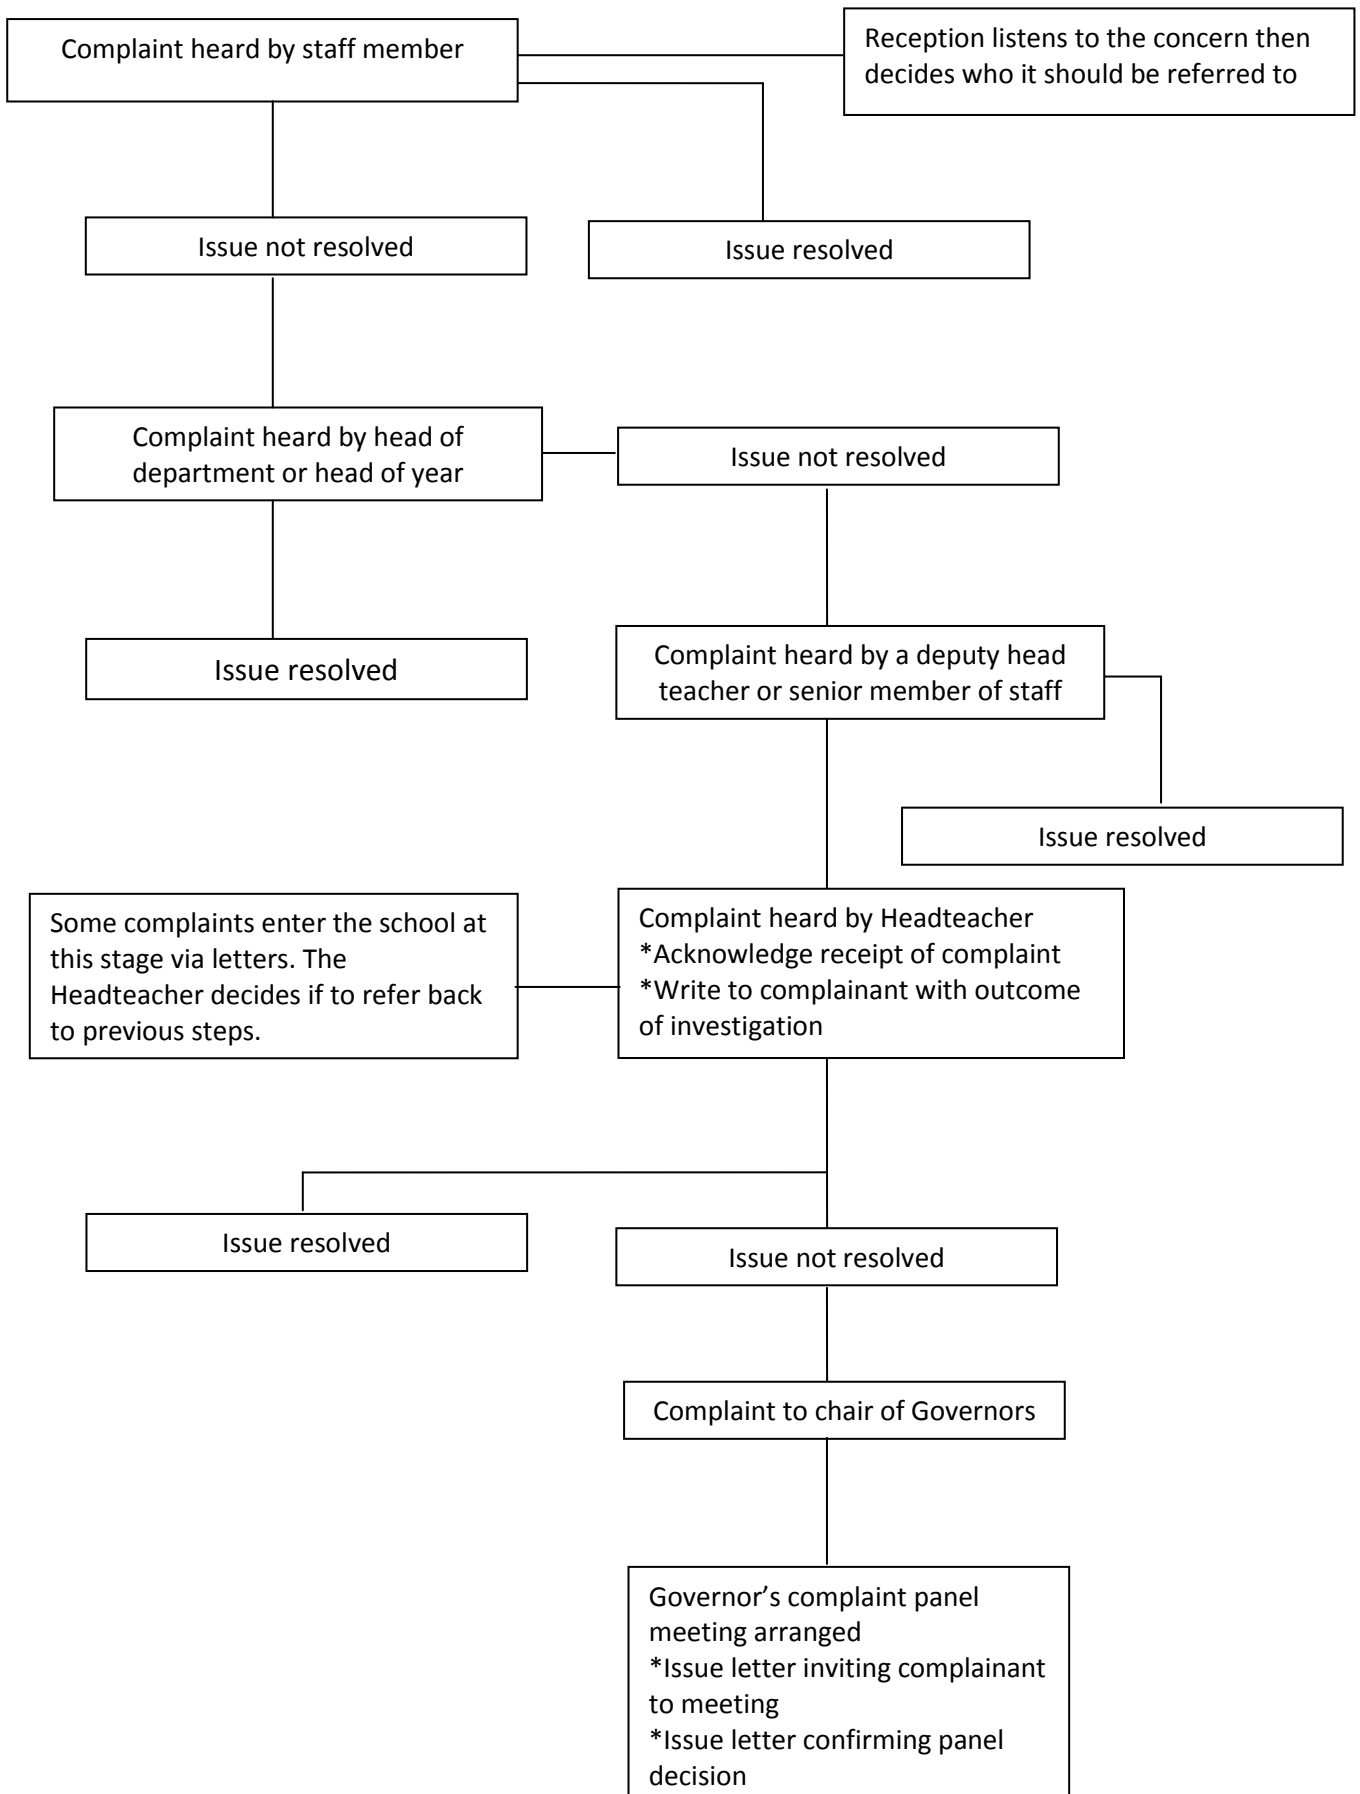 Complaint heard by staff member
Reception listens to the concern then
decides who it should be referred to
Issue not resolved
Issue resolved
Complaint heard by head of
department or head of year
Issue not resolved
Issue resolved
Complaint heard by a deputy head
teacher or senior member of staff
Issue resolved
Some complaints enter the school at
this stage via letters. The
Headteacher decides if to refer back
to previous steps.
Complaint heard by Headteacher
*Acknowledge receipt of complaint
*Write to complainant with outcome
of investigation
Issue resolved
Issue not resolved
Complaint to chair of Governors
Governor’s complaint panel
meeting arranged
*Issue letter inviting complainant
to meeting
*Issue letter confirming panel
decision